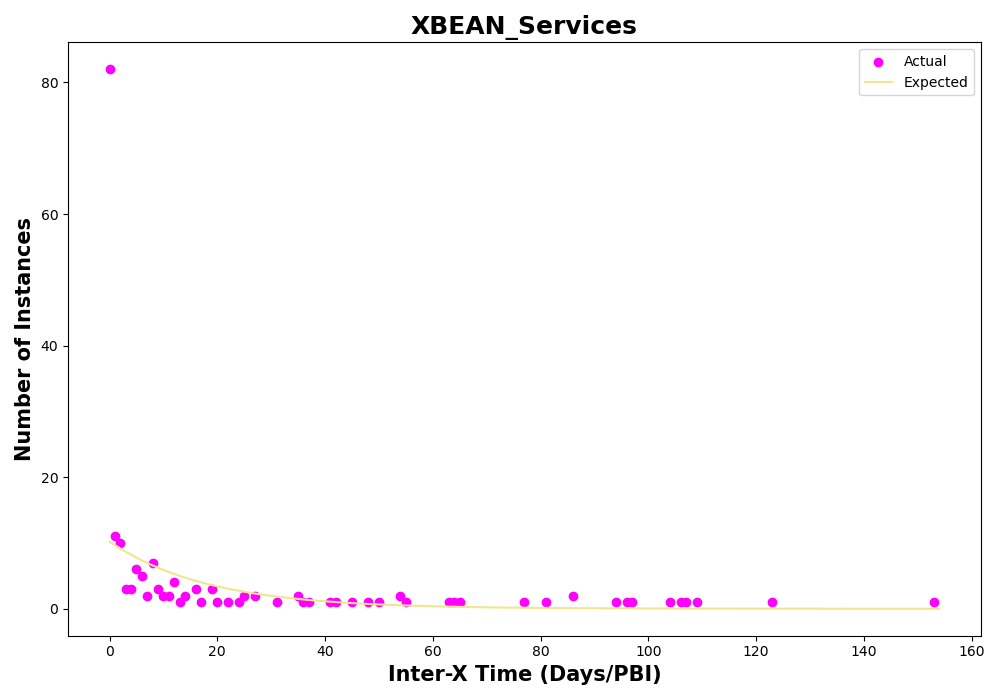 XBEAN_Services
Actual
Expected
Number of Instances
80
60
40
20
0
0 20 40 60 80 100 120 140 160
Inter-X Time (Days/PBI)